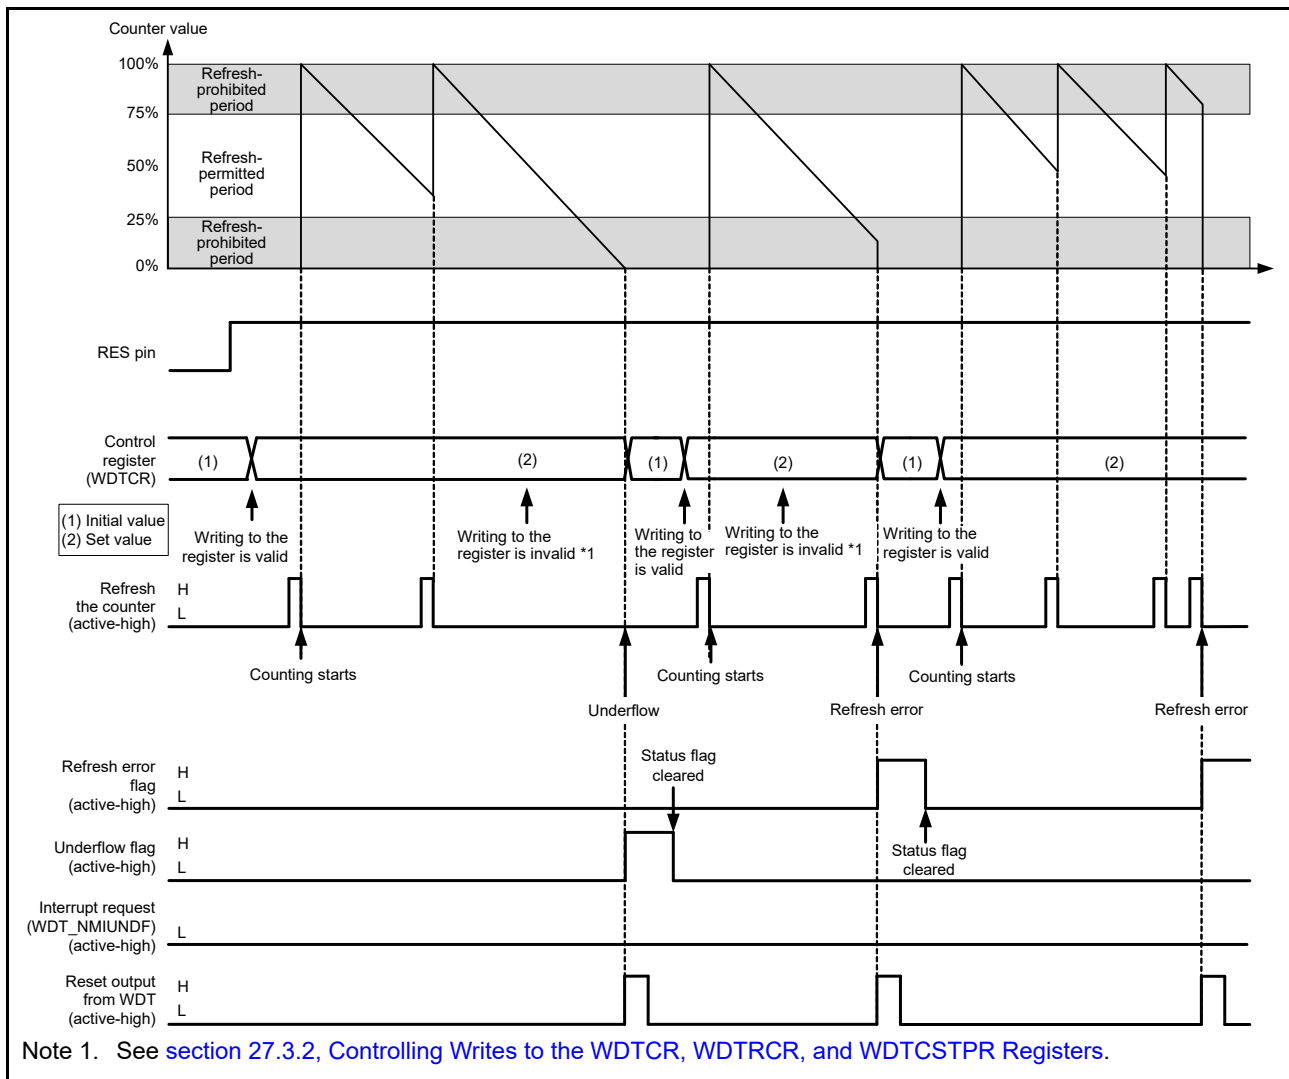 Counter value
100%
Refresh-
prohibited
period
75%
50%
Refresh-
permitted
period
25%
Refresh-
prohibited
period
0%
RES pin
Control
register
(WDTCR)
(1)
(2)
(1)
(2)
(1)
(2)
(1) Initial value
(2) Set value
Writing to the
register is valid
Writing to the
register is invalid *1
Writing to
the register
is valid
Writing to the
register is invalid *1
Writing to the
register is valid
Refresh
the counter
(active-high)
H
L
Counting starts
Counting starts
Counting starts
Underflow
Refresh error
Refresh error
Refresh error
flag
(active-high)
H
L
Status flag
cleared
Underflow flag
(active-high)
H
L
Status flag
cleared
Interrupt request
(WDT_NMIUNDF)
(active-high)
L
Reset output
from WDT
(active-high)
H
L
Note 1. See section 27.3.2, Controlling Writes to the WDTCR, WDTRCR, and WDTCSTPR Registers.